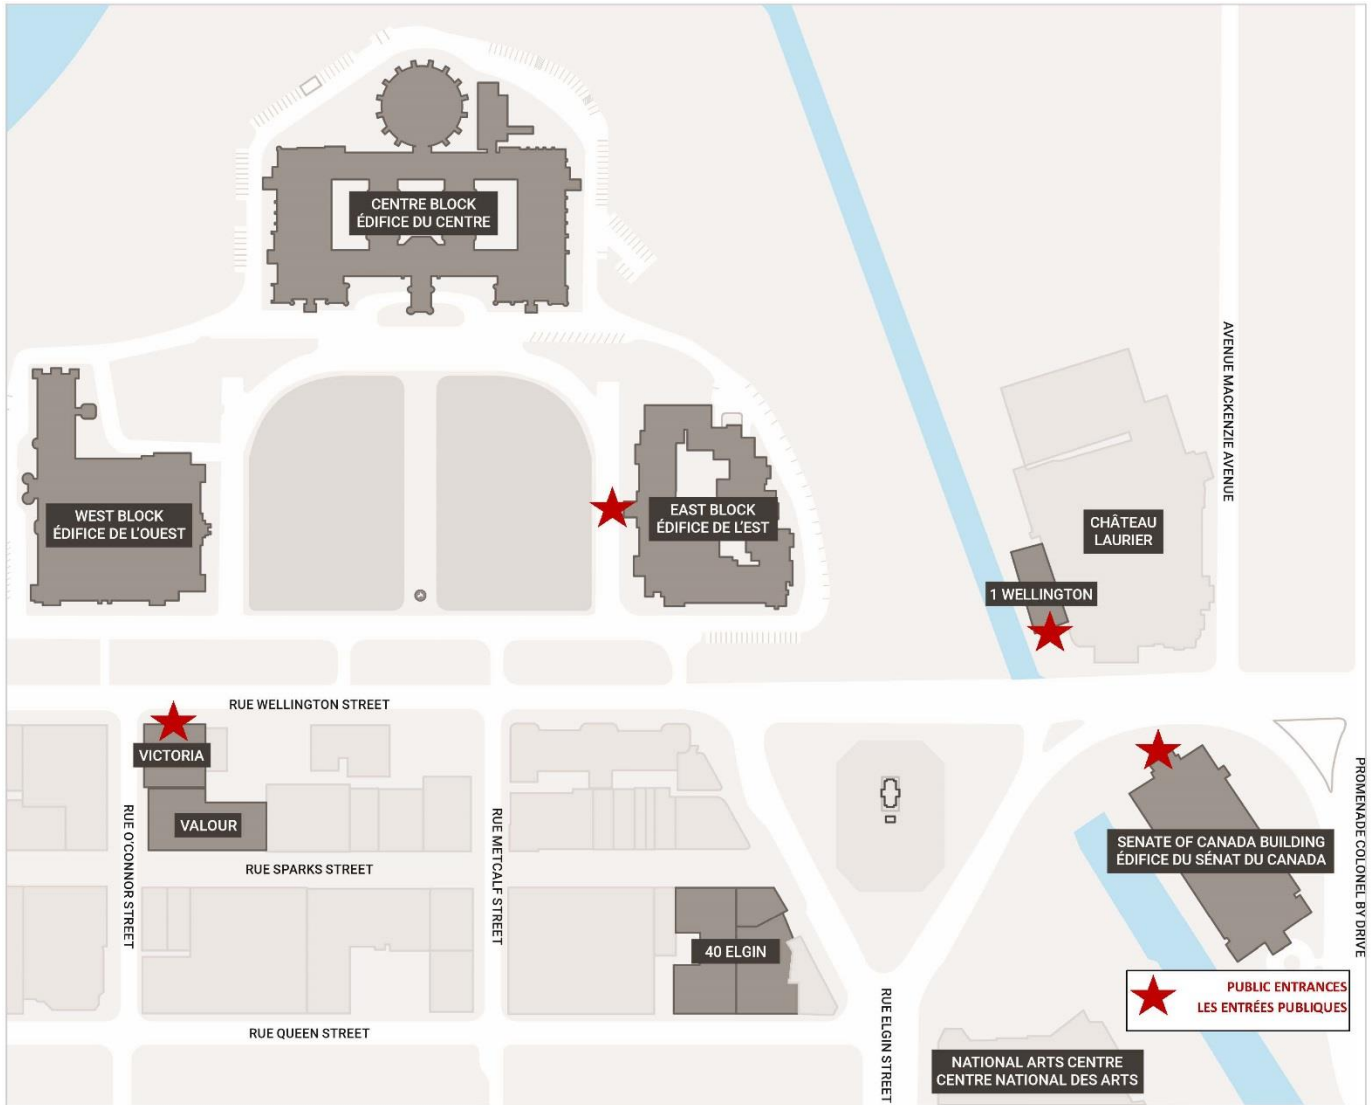 CENTRE BLOCK
ÉDIFICE DU CENTRE
AVENUE MACKENZIE AVENUE
WEST BLOCK
ÉDIFICE DE L'OUEST
EAST BLOCK
ÉDIFICE DE L'EST
CHÂTEAU
LAURIER
1 WELLINGTON
RUE WELLINGTON STREET
VICTORIA
VALOUR
RUE O'CONNOR STREET
RUE METCALF STREET
RUE SPARKS STREET
SENATE OF CANADA BUILDING
ÉDIFICE DU SÉNAT DU CANADA
PROMENADE COLONEL BY DRIVE
40 ELGIN
PUBLIC ENTRANCES
LES ENTRÉES PUBLIQUES
RUE QUEEN STREET
RUE ELGIN STREET
NATIONAL ARTS CENTRE
CENTRE NATIONAL DES ARTS